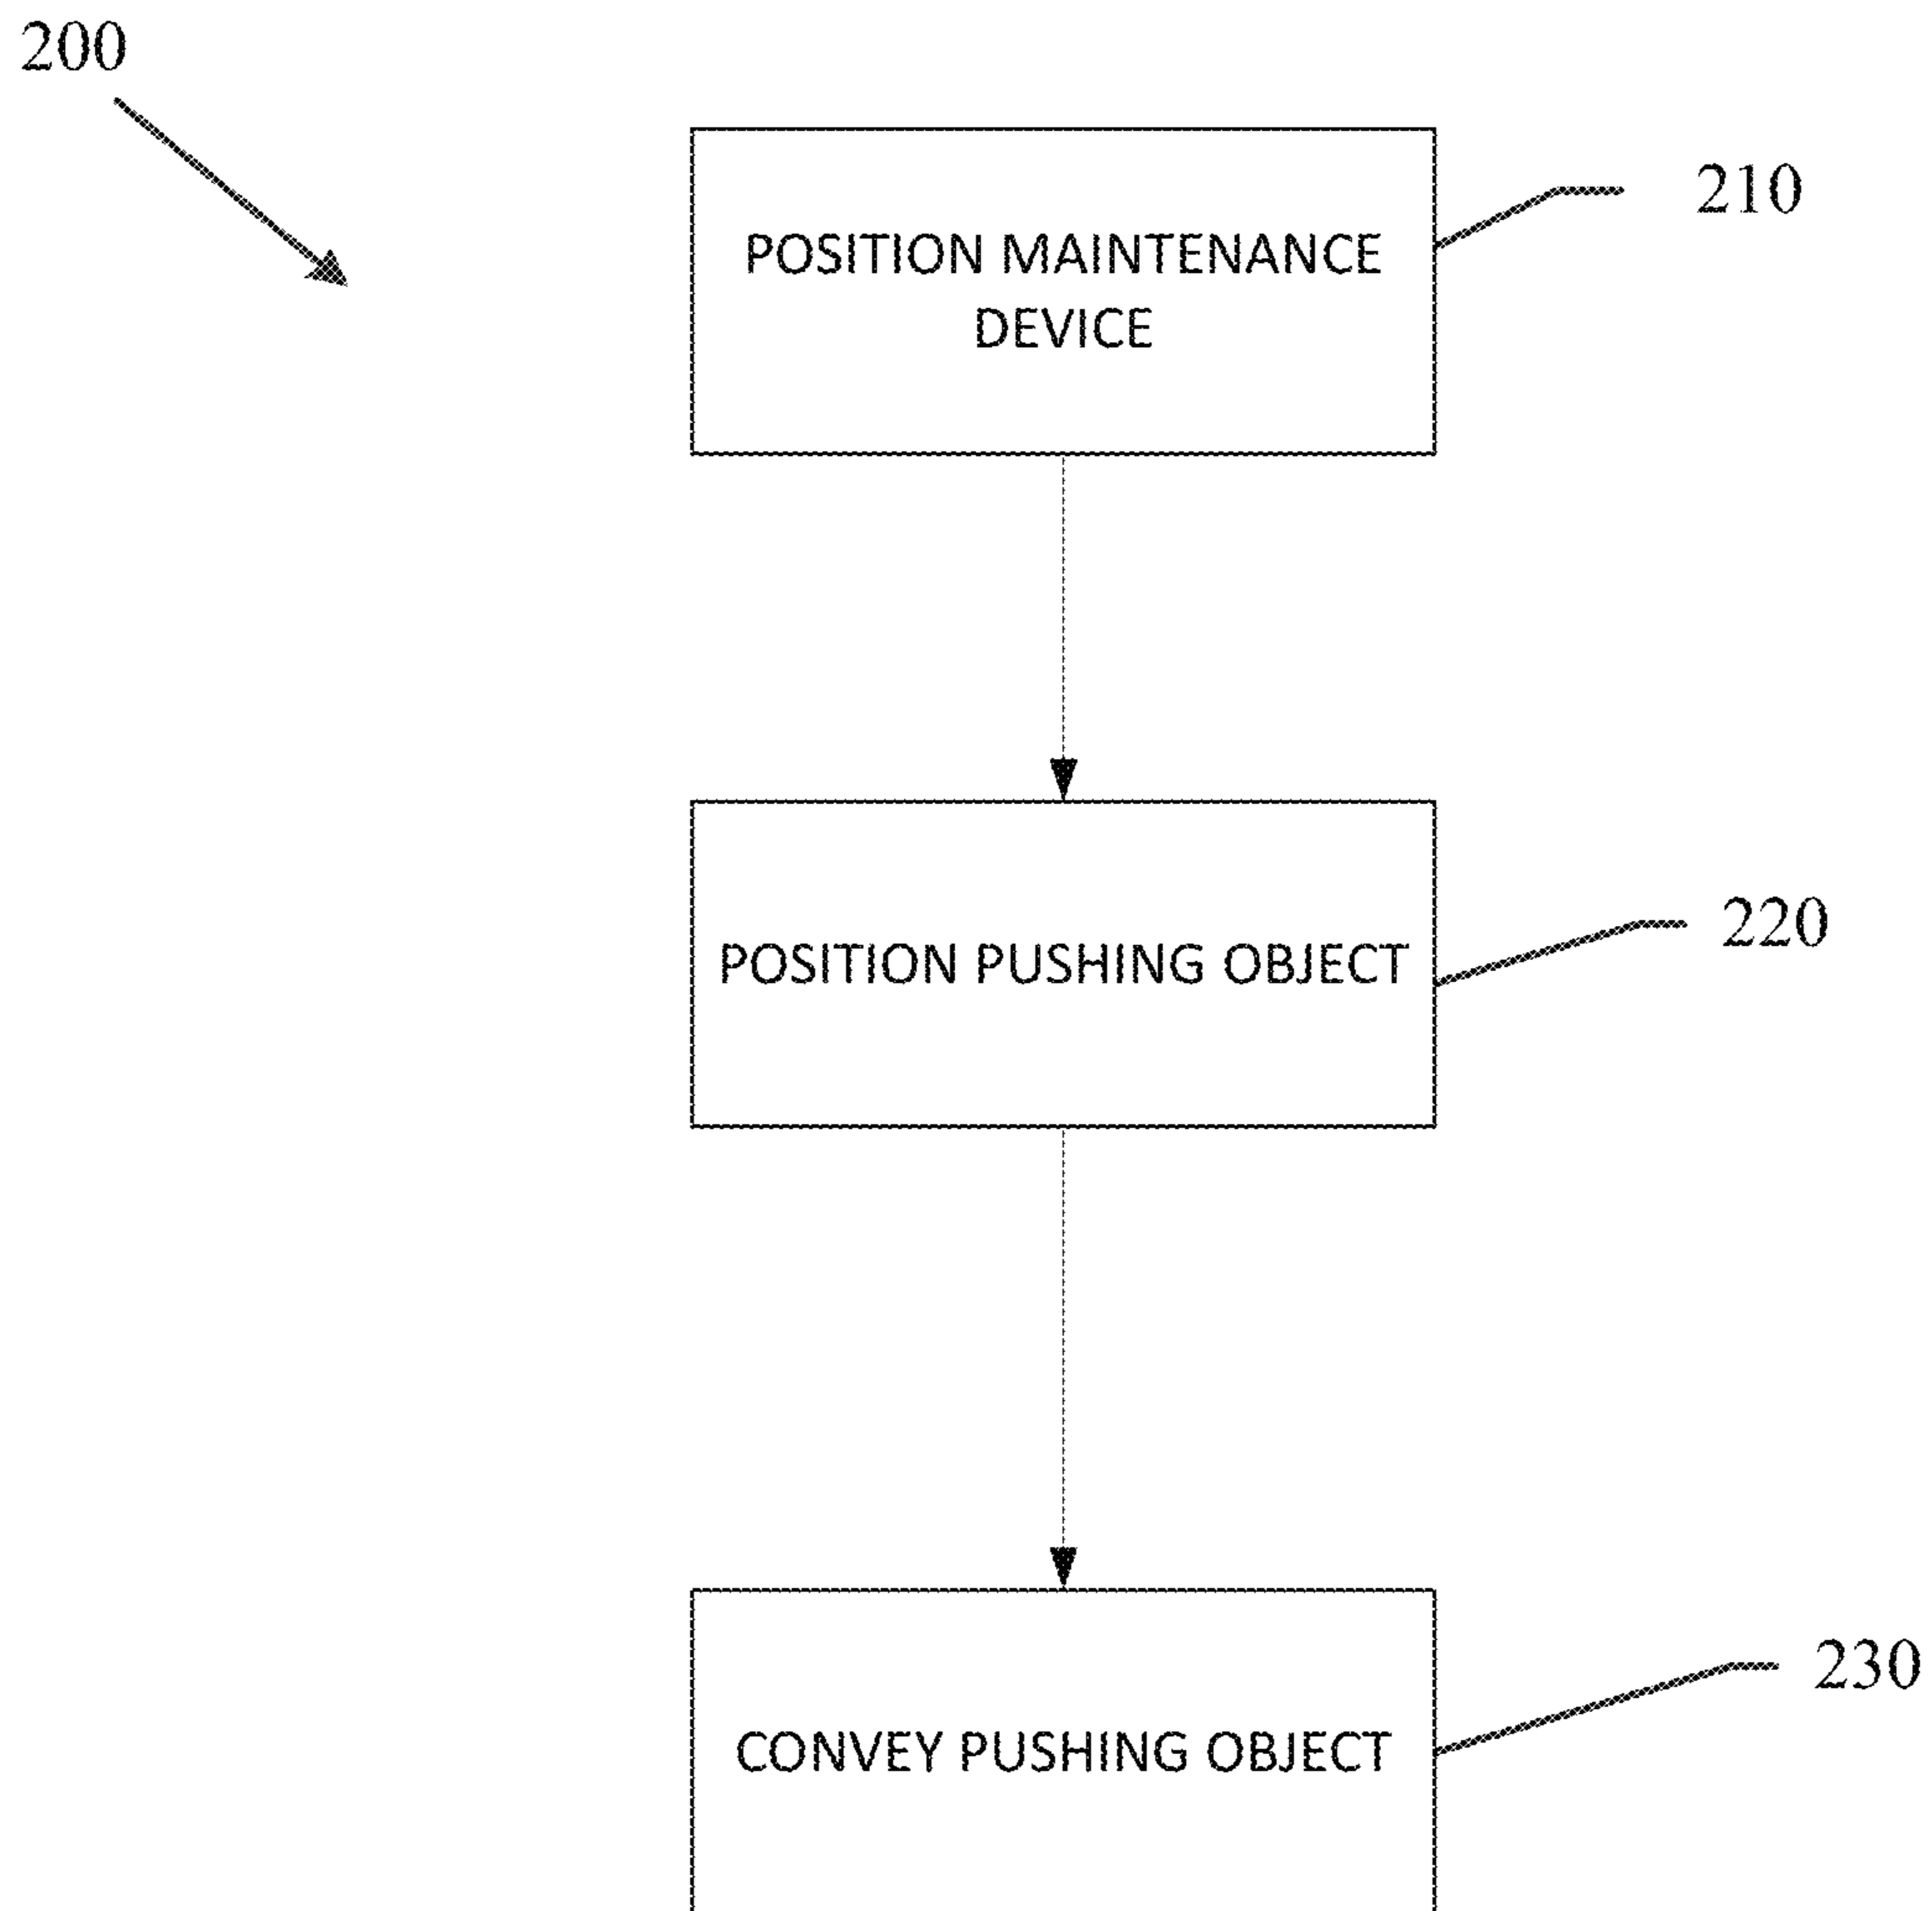 200
POSITION MAINTENANCE
DEVICE
210
POSITION PUSHING OBJECT
220
CONVEY PUSHING OBJECT
230